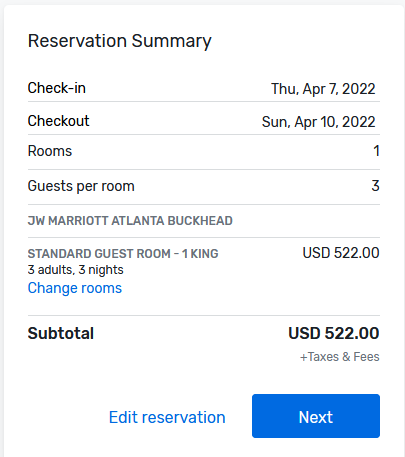 Reservation Summary
Check-in Thu, Apr 7, 2022
Checkout Sun, Apr 10, 2022
Rooms 1
Guests per room 3
JW MARRIOTT ATLANTA BUCKHEAD
STANDARD GUEST ROOM - 1 KING USD 522.00
3 adults, 3 nights
Change rooms
Subtotal USD 522.00
+Taxes & Fees
Edit reservation Next